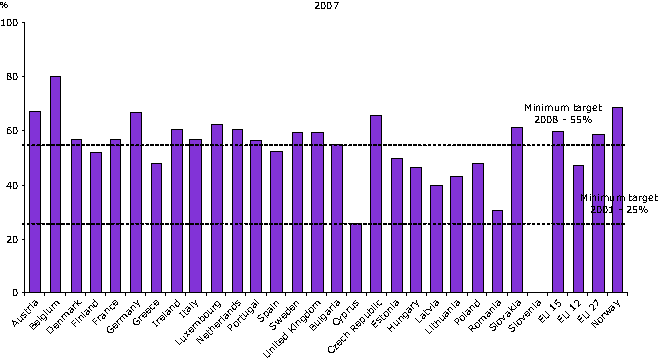 %
2007
100
80
60
40
20
0
Minimum target
2008 - 55%
Minimum target
2001 - 25%
Austria
Belgium
Denmark
Finland
France
Germany
Greece
Ireland
Italy
Luxembourg
Netherlands
Portugal
Spain
Sweden
United Kingdom
Bulgaria
Cyprus
Czech Republic
Estonia
Hungary
Latvia
Lithuania
Poland
Romania
Slovakia
Slovenia
EU 15
EU 12
EU 27
Norway